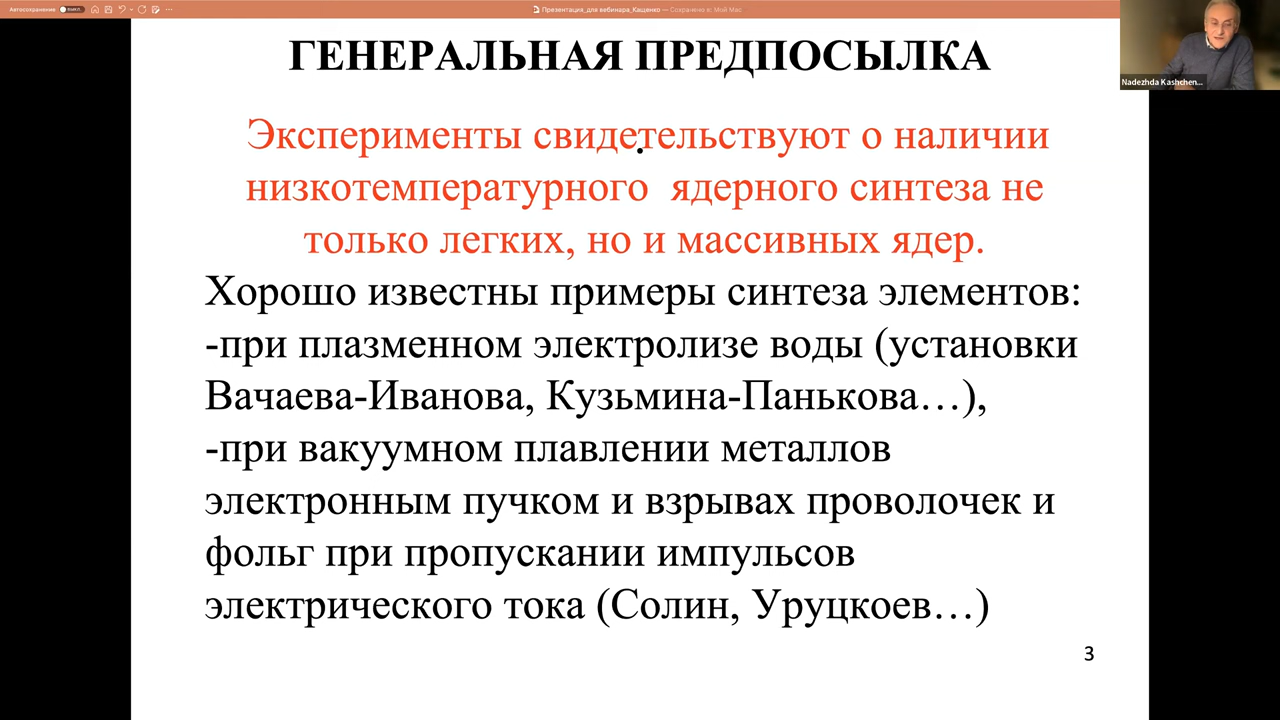 Автосохранение
Презентация_для вебинара_Кащенко — Сохранено в: Мой Mac
Nadezhda Kashchen...
ГЕНЕРАЛЬНАЯ ПРЕДПОСЫЛКА
Эксперименты свидетельствуют о наличии
низкотемпературного ядерного синтеза не
только легких, но и массивных ядер.
Хорошо известны примеры синтеза элементов:
-при плазменном электролизе воды (установки
Вачаева-Иванова, Кузьмина-Панькова…),
-при вакуумном плавлении металлов
электронным пучком и взрывах проволочек и
фольг при пропускании импульсов
электрического тока (Солин, Уруцкоев…)
3